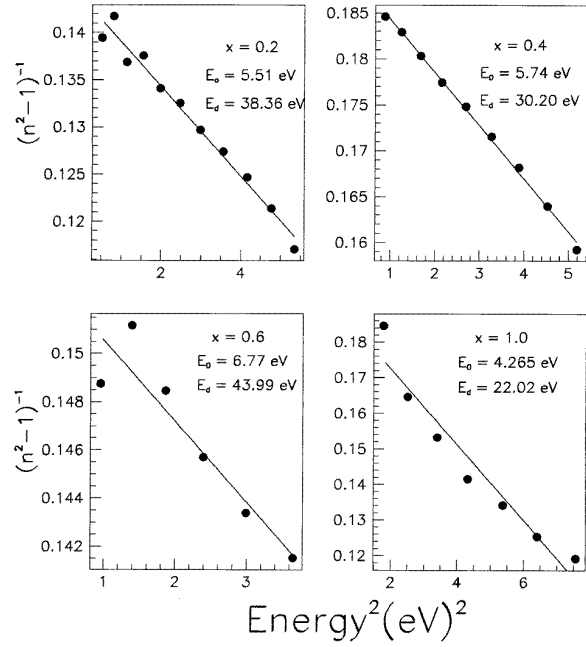 x = 0.2
E₀ = 5.51 eV
E_d = 38.36 eV
(n²−1)⁻¹
0.14
0.135
0.13
0.125
0.12
2
4
x = 0.4
E₀ = 5.74 eV
E_d = 30.20 eV
0.185
0.18
0.175
0.17
0.165
0.16
1
2
3
4
5
x = 0.6
E₀ = 6.77 eV
E_d = 43.99 eV
(n²−1)⁻¹
0.15
0.148
0.146
0.144
0.142
1
2
3
x = 1.0
E₀ = 4.265 eV
E_d = 22.02 eV
0.18
0.17
0.16
0.15
0.14
0.13
0.12
2
4
6
Energy²(eV)²